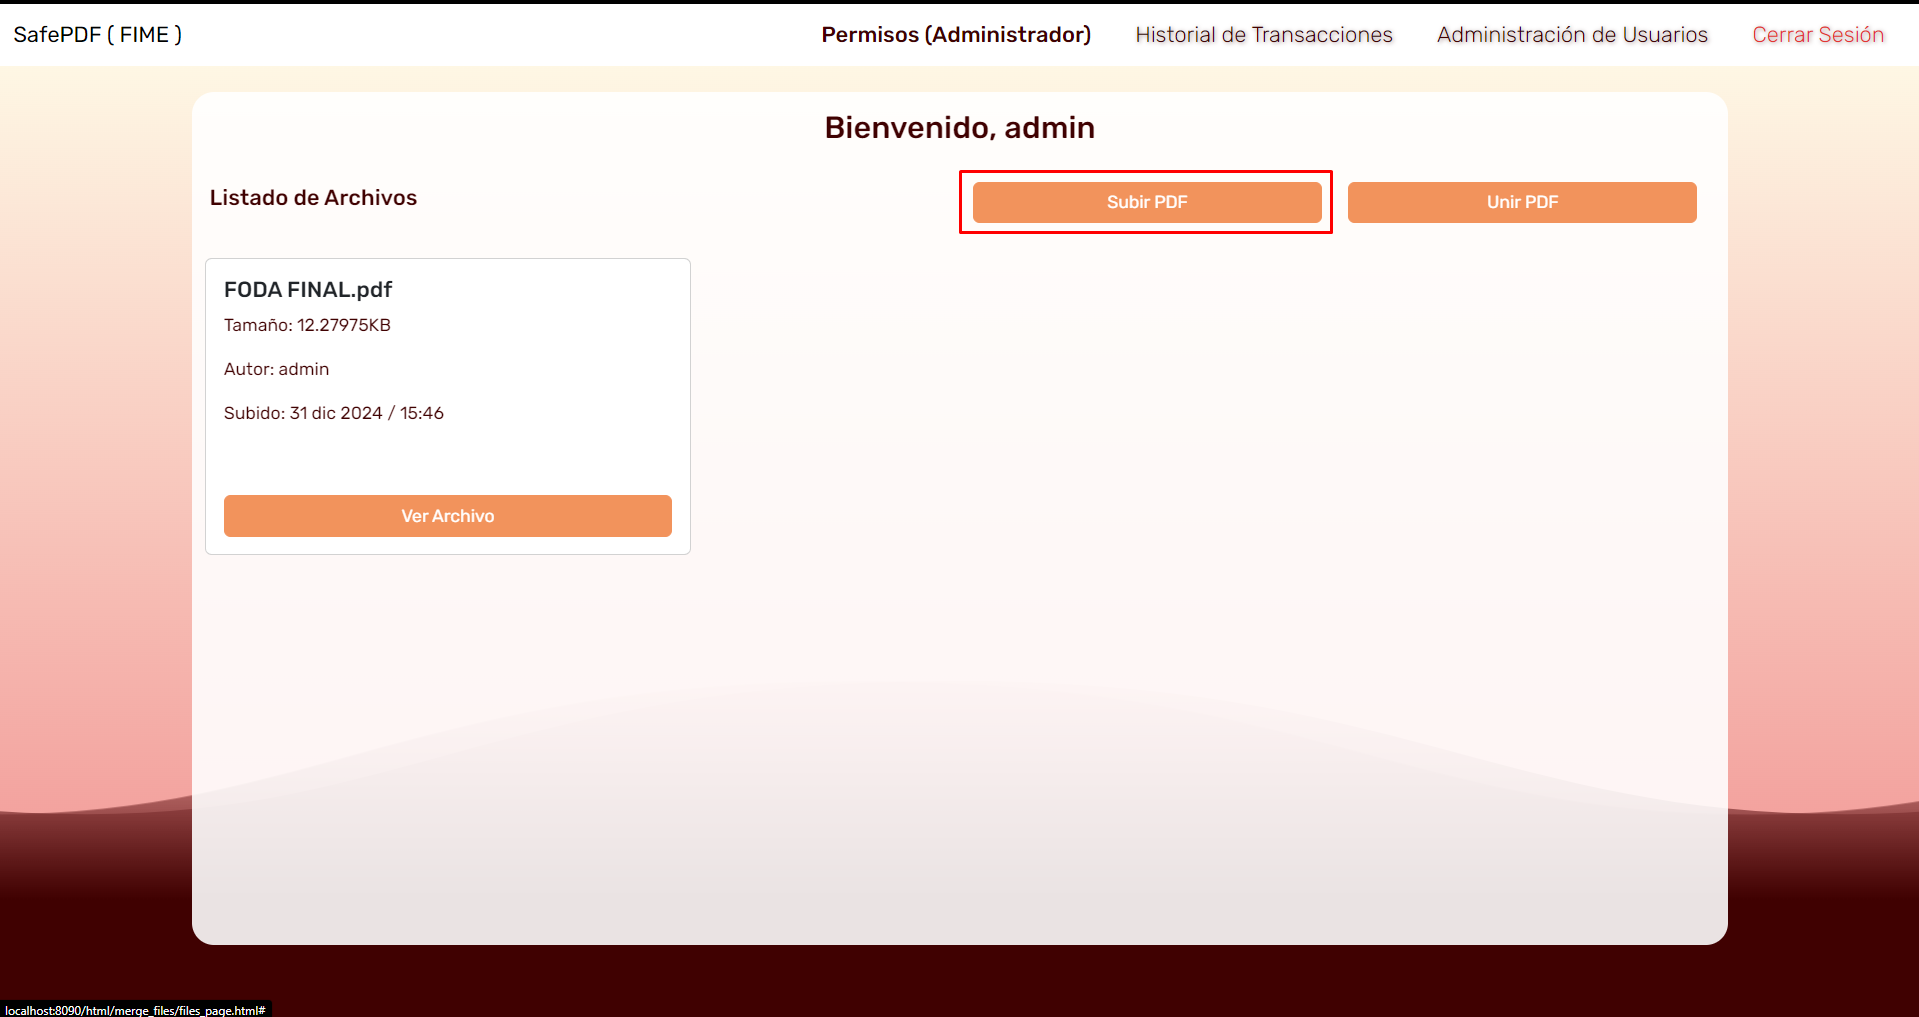 SafePDF ( FIME )
Permisos (Administrador)
Historial de Transacciones
Administración de Usuarios
Cerrar Sesión
Bienvenido, admin
Listado de Archivos
Subir PDF
Unir PDF
FODA FINAL.pdf
Tamaño: 12.27975KB
Autor: admin
Subido: 31 dic 2024 / 15:46
Ver Archivo
localhost:8090/html/merge_files/files_page.html#